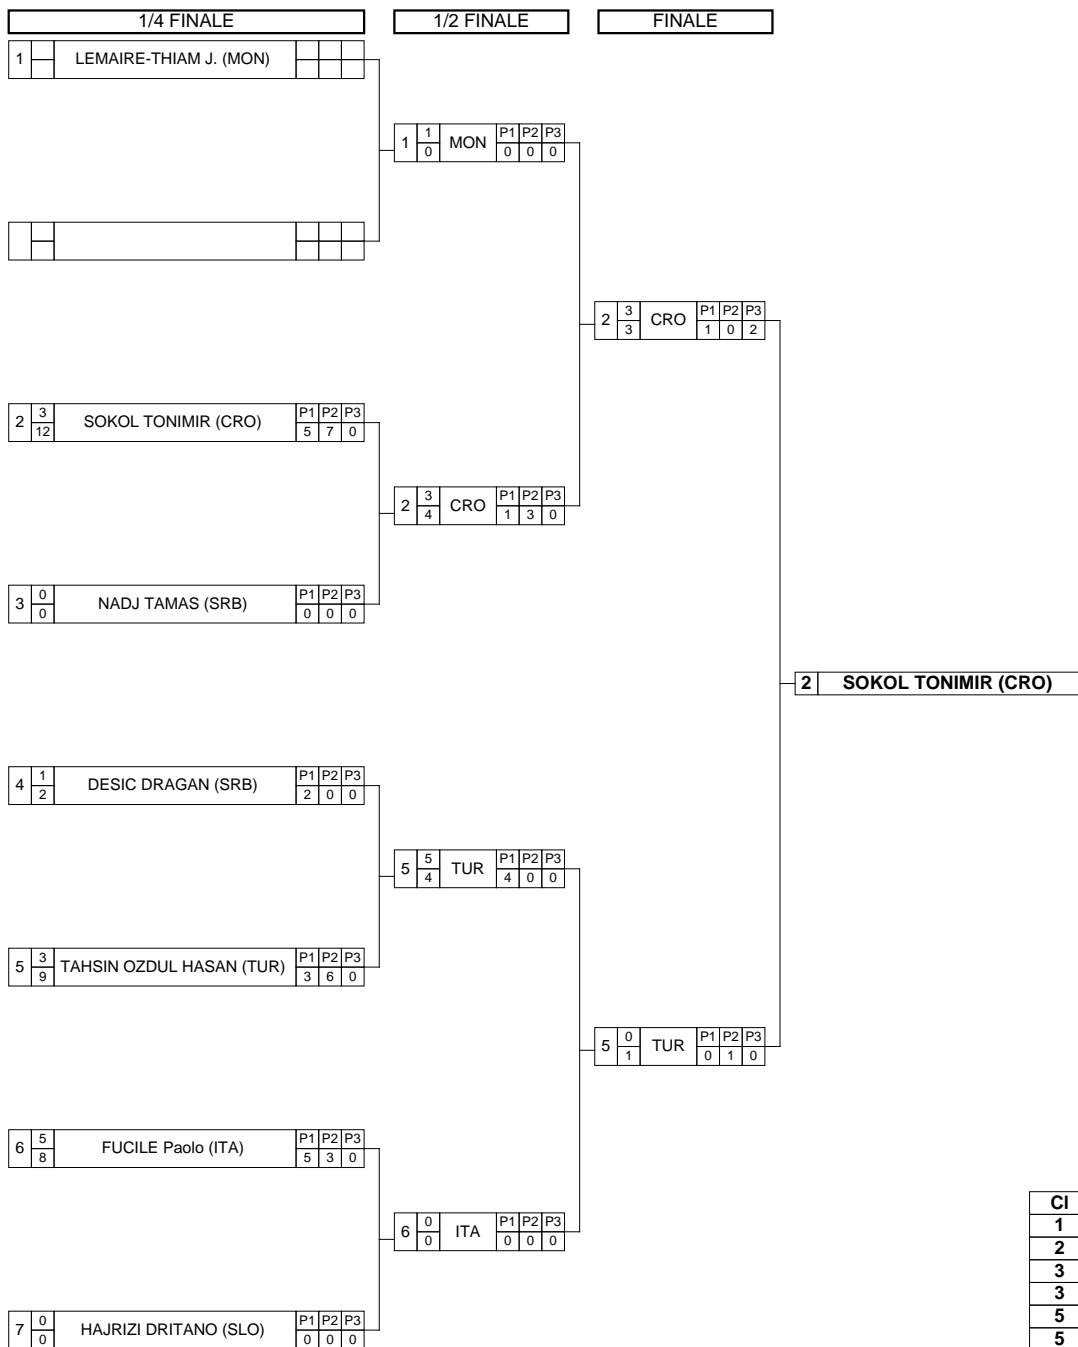 1/4 FINALE 1/2 FINALE FINALE
1 LEMAIRE-THIAM J. (MON)
1 1 MON P1 P2 P3
0 0 0 0
2 3 CRO P1 P2 P3
3 1 0 2
2 3 SOKOL TONIMIR (CRO) P1 P2 P3
12 5 7 0
2 3 CRO P1 P2 P3
4 1 3 0
3 0 NADJ TAMAS (SRB) P1 P2 P3
0 0 0 0
2 SOKOL TONIMIR (CRO)
4 1 DESIC DRAGAN (SRB) P1 P2 P3
2 2 0 0
5 5 TUR P1 P2 P3
4 4 0 0
5 3 TAHSIN OZDUL HASAN (TUR) P1 P2 P3
9 3 6 0
5 0 TUR P1 P2 P3
1 0 1 0
6 5 FUCILE Paolo (ITA) P1 P2 P3
8 5 3 0
6 0 ITA P1 P2 P3
0 0 0 0
Cl
1
2
3
3
5
5
7 0 HAJRIZI DRITANO (SLO) P1 P2 P3
0 0 0 0